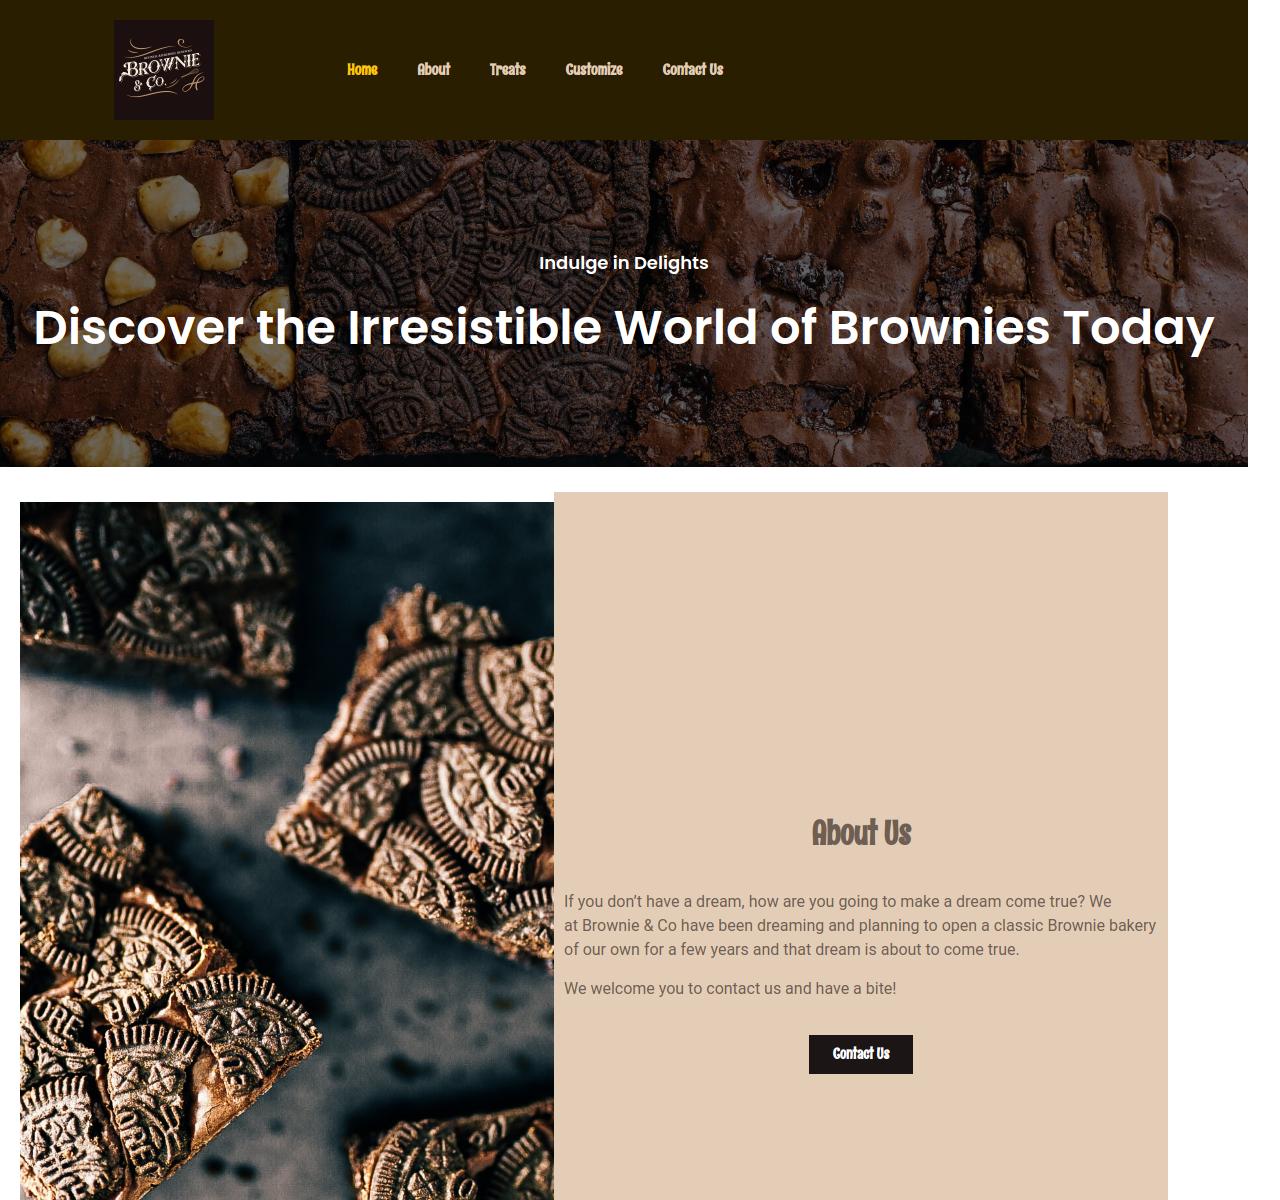 BROWNIE
& Co.
Home About Treats Customize Contact Us
Indulge in Delights
Discover the Irresistible World of Brownies Today
About Us
If you don’t have a dream, how are you going to make a dream come true? We
at Brownie & Co have been dreaming and planning to open a classic Brownie bakery
of our own for a few years and that dream is about to come true.
We welcome you to contact us and have a bite!
Contact Us